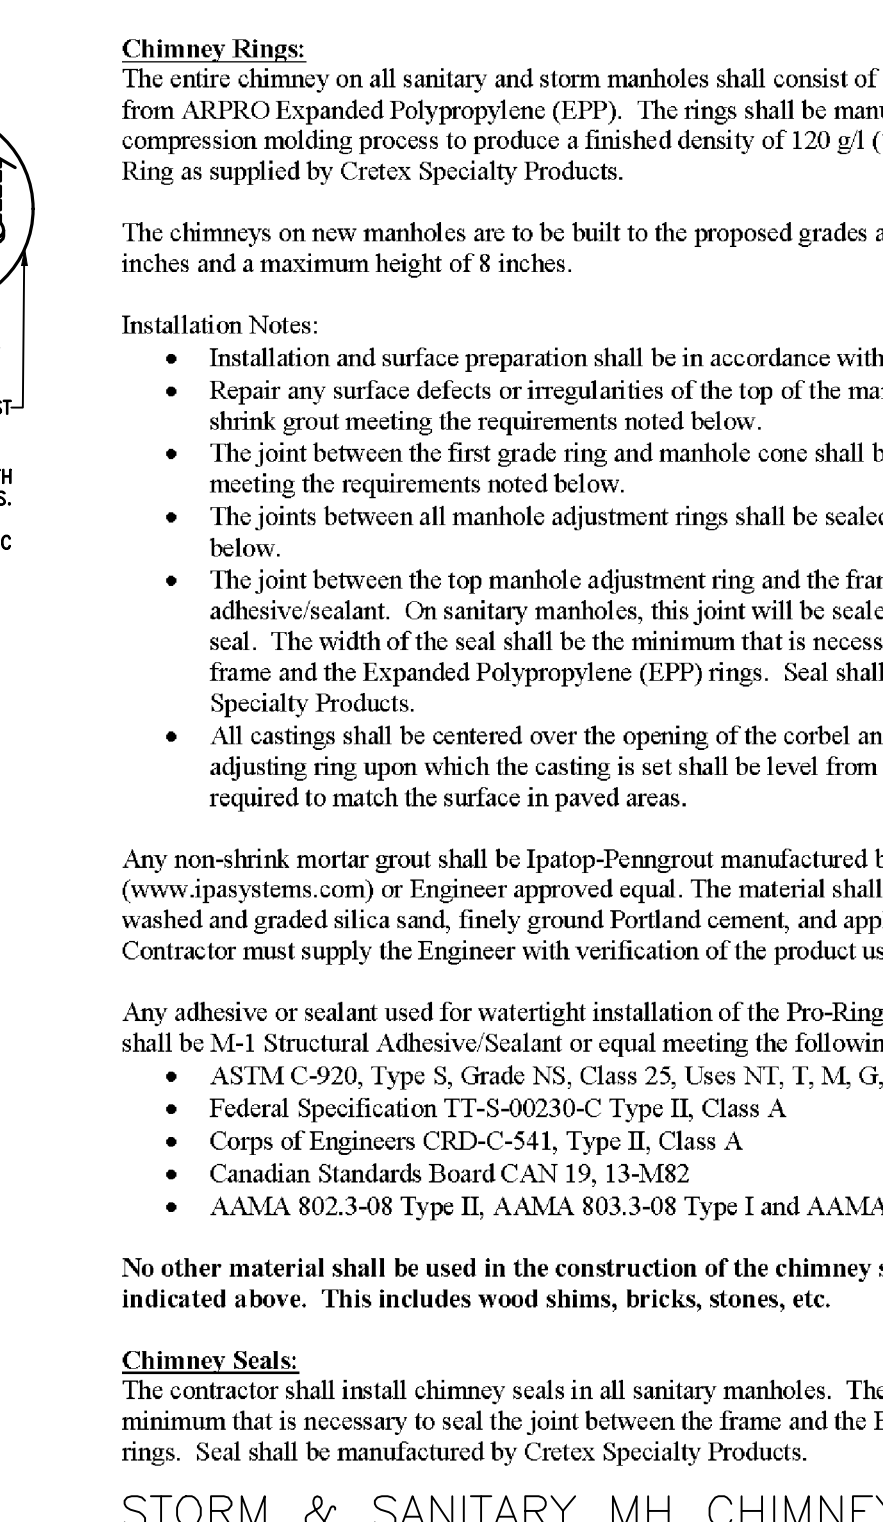 Chimney Rings:
The entire chimney on all sanitary and storm manholes shall consist of
from ARPRO Expanded Polypropylene (EPP). The rings shall be manu
compression molding process to produce a finished density of 120 g/l (
Ring as supplied by Cretex Specialty Products.
The chimneys on new manholes are to be built to the proposed grades a
inches and a maximum height of 8 inches.
Installation Notes:
• Installation and surface preparation shall be in accordance with
• Repair any surface defects or irregularities of the top of the ma
shrink grout meeting the requirements noted below.
• The joint between the first grade ring and manhole cone shall b
meeting the requirements noted below.
• The joints between all manhole adjustment rings shall be sealed
below.
• The joint between the top manhole adjustment ring and the fra
adhesive/sealant. On sanitary manholes, this joint will be seale
seal. The width of the seal shall be the minimum that is necess
frame and the Expanded Polypropylene (EPP) rings. Seal shall
Specialty Products.
• All castings shall be centered over the opening of the corbel an
adjusting ring upon which the casting is set shall be level from
required to match the surface in paved areas.
Any non-shrink mortar grout shall be Ipatop-Penngrout manufactured b
(www.ipasystems.com) or Engineer approved equal. The material shall
washed and graded silica sand, finely ground Portland cement, and app
Contractor must supply the Engineer with verification of the product us
Any adhesive or sealant used for watertight installation of the Pro-Ring
shall be M-1 Structural Adhesive/Sealant or equal meeting the followin
• ASTM C-920, Type S, Grade NS, Class 25, Uses NT, T, M, G,
• Federal Specification TT-S-00230-C Type II, Class A
• Corps of Engineers CRD-C-541, Type II, Class A
• Canadian Standards Board CAN 19, 13-M82
• AAMA 802.3-08 Type II, AAMA 803.3-08 Type I and AAMA
No other material shall be used in the construction of the chimney s
indicated above. This includes wood shims, bricks, stones, etc.
Chimney Seals:
The contractor shall install chimney seals in all sanitary manholes. The
minimum that is necessary to seal the joint between the frame and the E
rings. Seal shall be manufactured by Cretex Specialty Products.
STORM & SANITARY MH CHIMNEY
ST
TH
S.
C